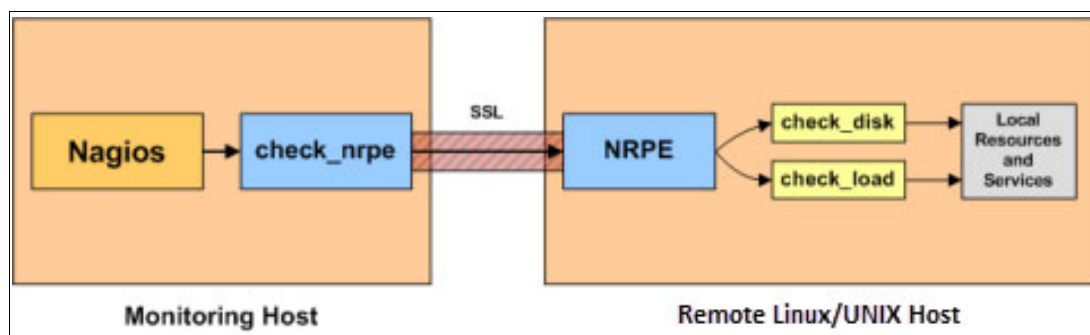 SSL
Nagios
check_nrpe
NRPE
check_disk
check_load
Local
Resources
and
Services
Monitoring Host
Remote Linux/UNIX Host